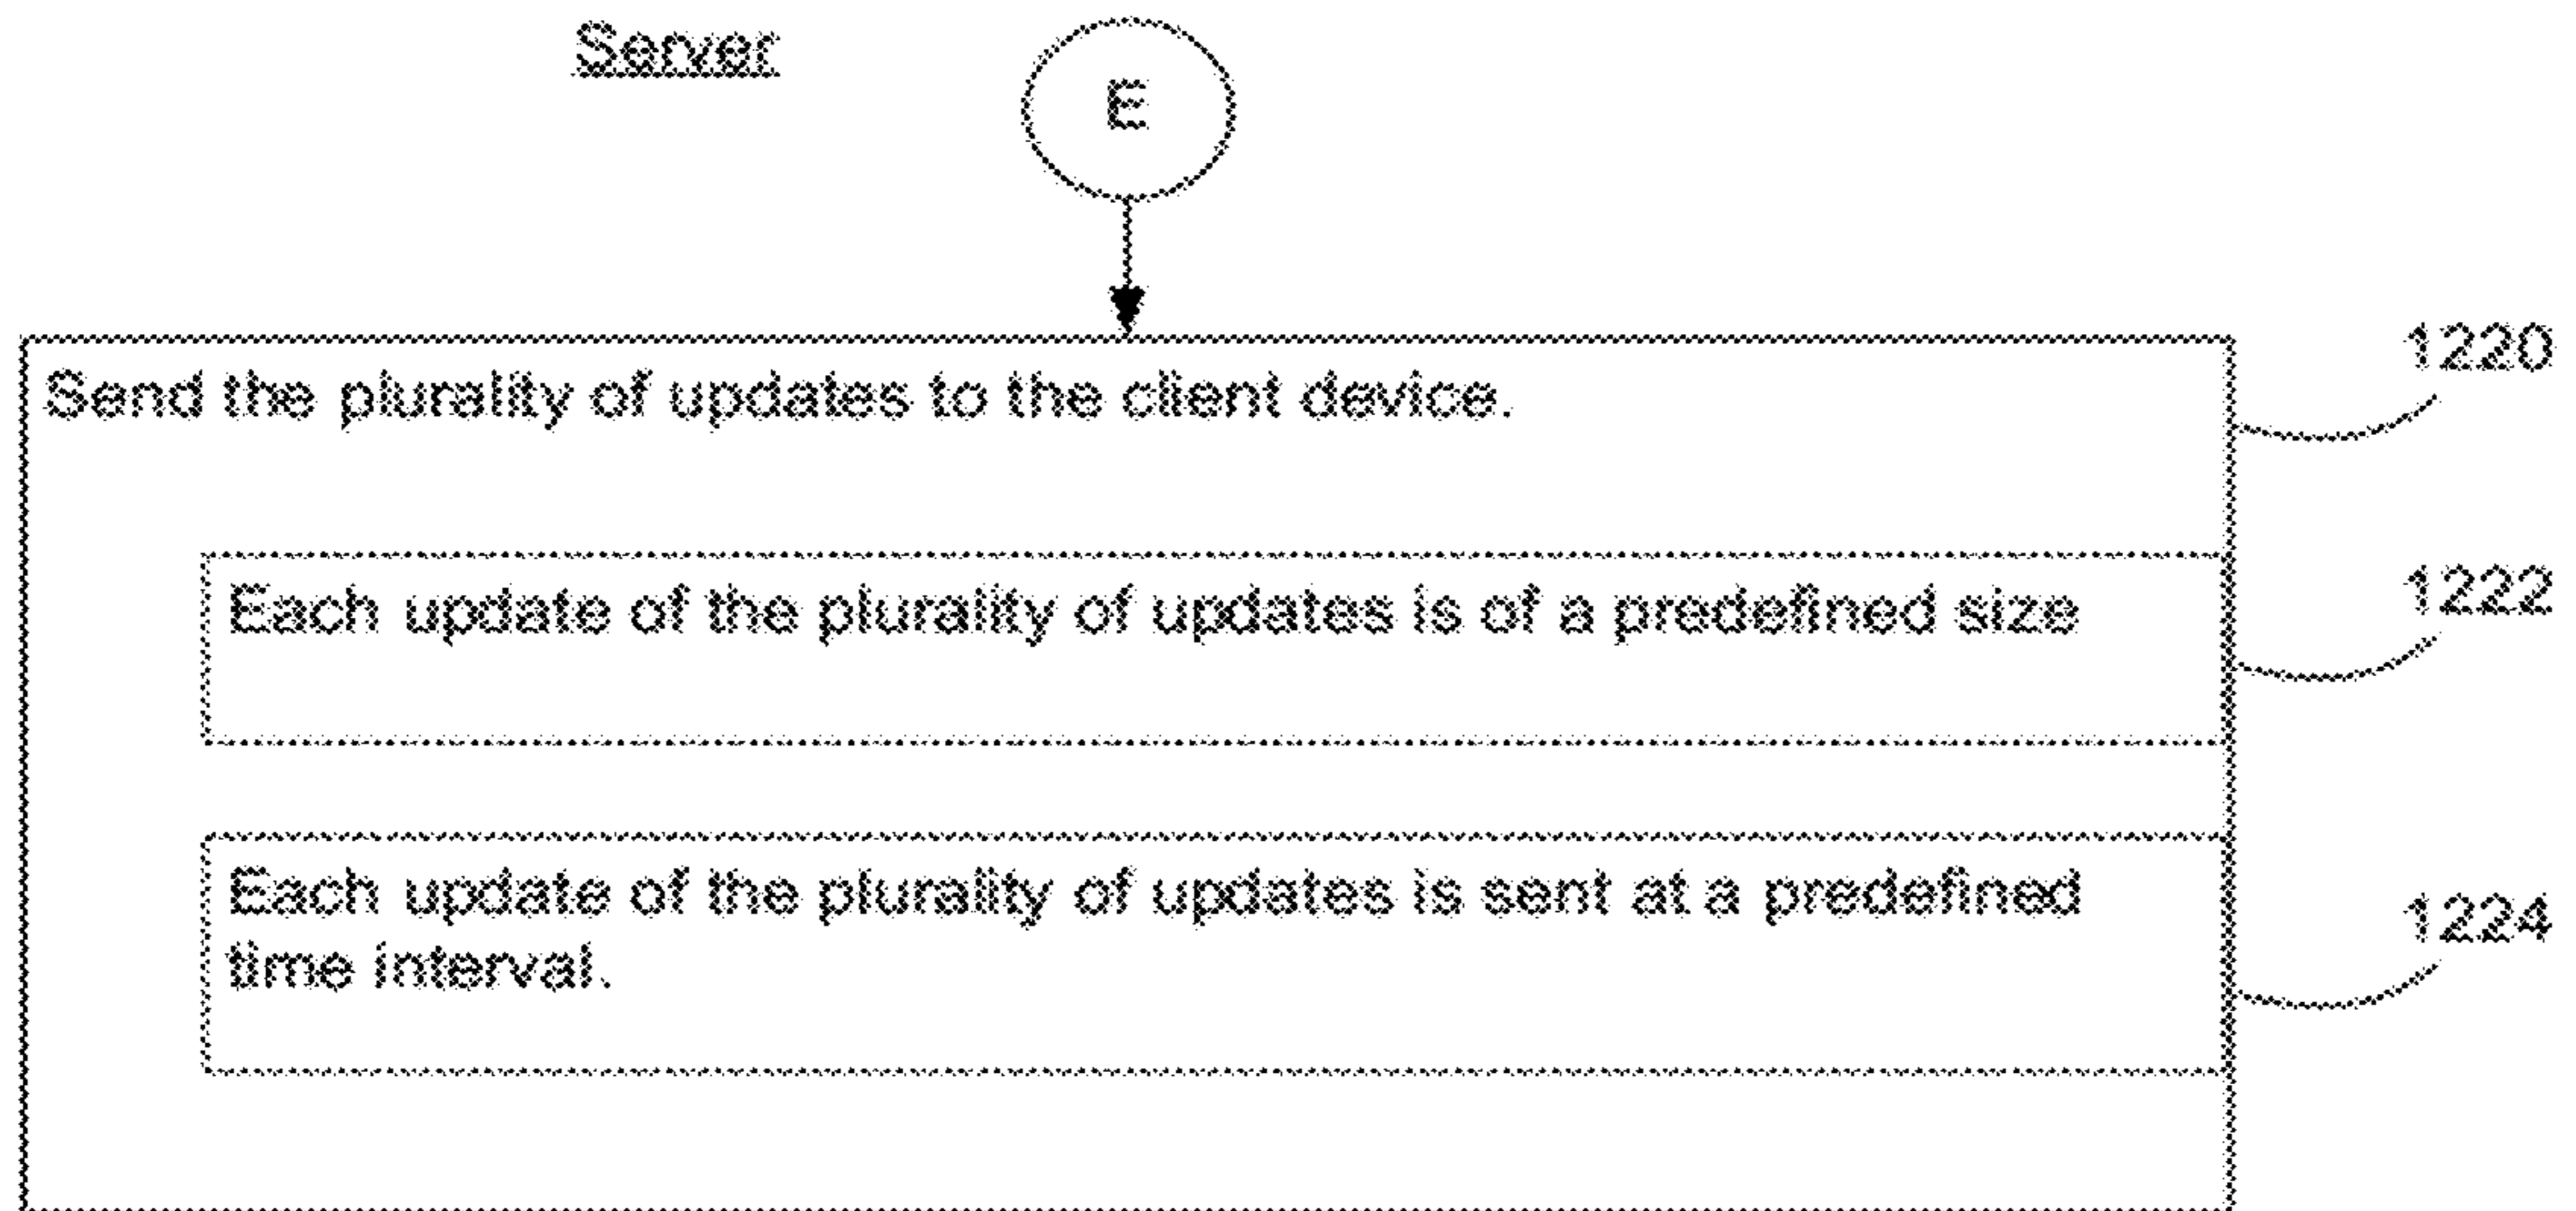 Server
E
1220
Send the plurality of updates to the client device.
1222
Each update of the plurality of updates is of a predefined size
1224
Each update of the plurality of updates is sent at a predefined
time interval.